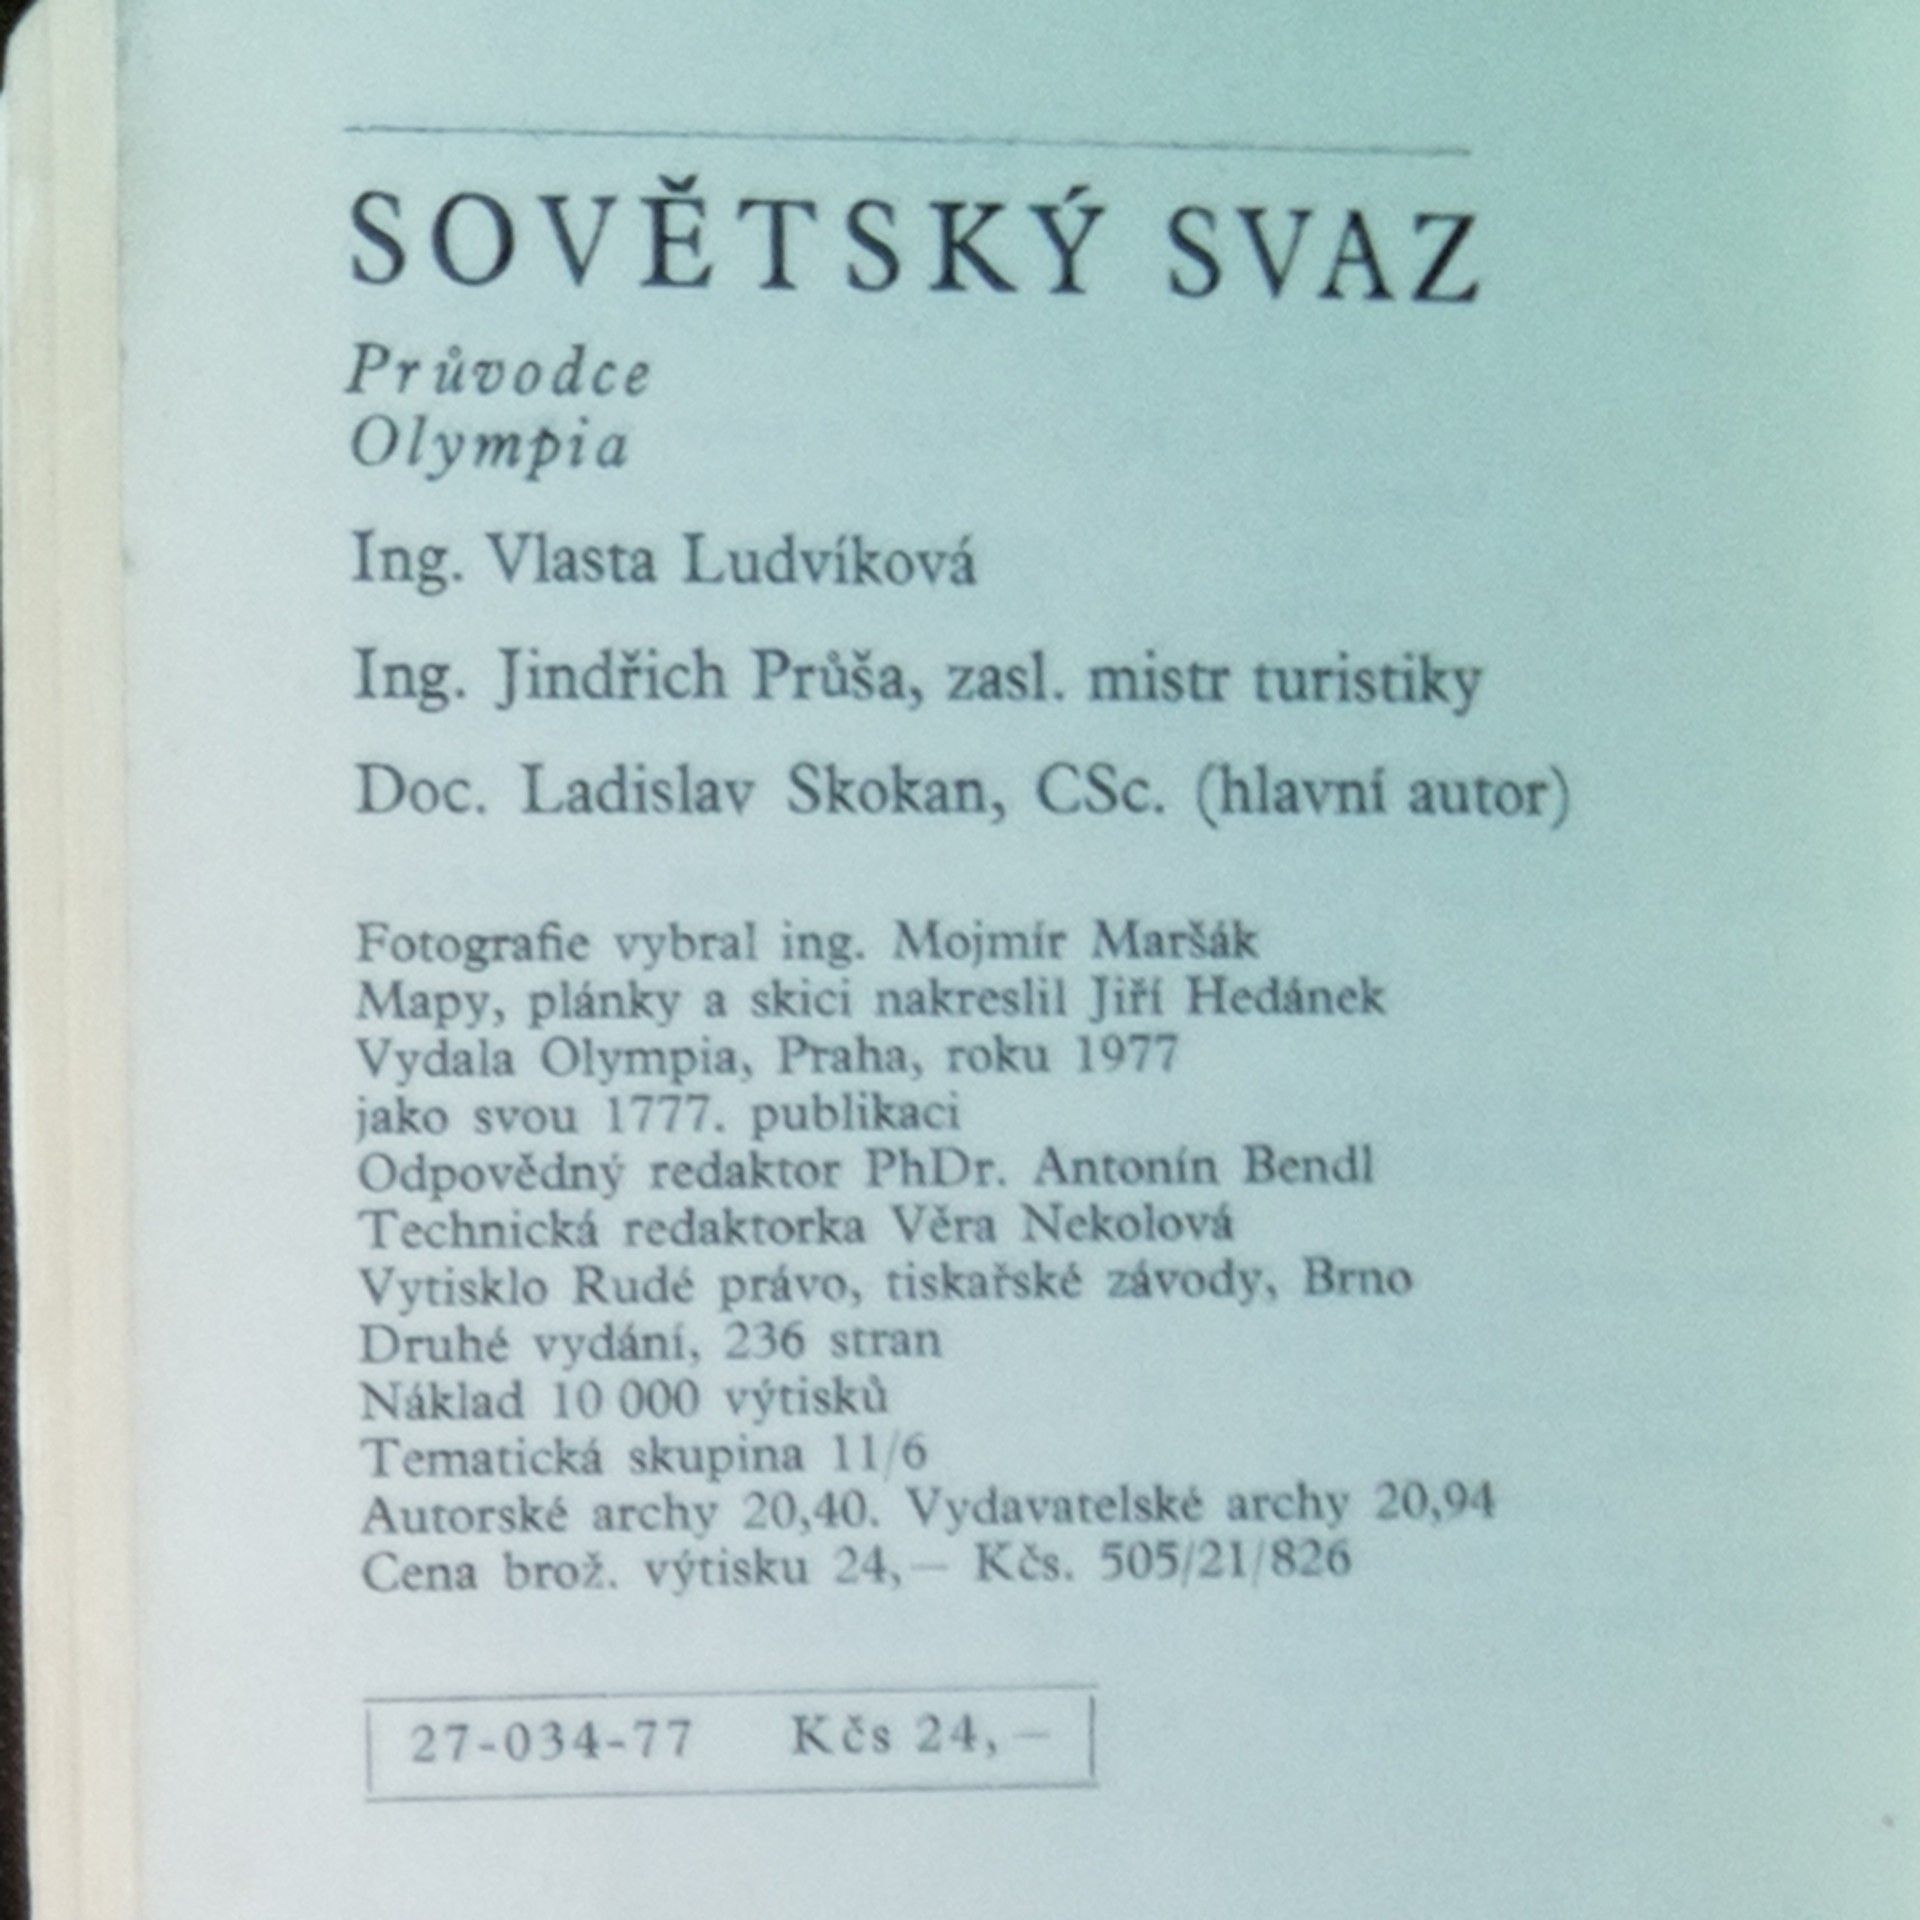 SOVĚTSKÝ SVAZ
Průvodce
Olympia
Ing. Vlasta Ludvíková
Ing. Jindřich Průša, zasl. mistr turistiky
Doc. Ladislav Skokan, CSc. (hlavní autor)
Fotografie vybral ing. Mojmír Maršák
Mapy, plánky a skici nakreslil Jiří Hedánek
Vydala Olympia, Praha, roku 1977
jako svou 1777. publikaci
Odpovědný redaktor PhDr. Antonín Bendl
Technická redaktorka Věra Nekolová
Vytisklo Rudé právo, tiskařské závody, Brno
Druhé vydání, 236 stran
Náklad 10 000 výtisků
Tematická skupina 11/6
Autorské archy 20,40. Vydavatelské archy 20,94
Cena brož. výtisku 24,— Kčs. 505/21/826
27-034-77 Kčs 24,—